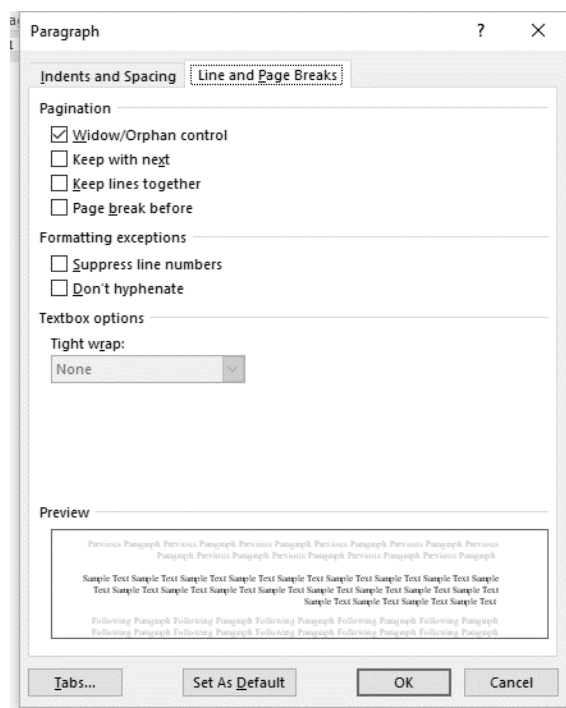 Paragraph ? ×
Indents and Spacing Line and Page Breaks
Pagination
Widow/Orphan control
Keep with next
Keep lines together
Page break before
Formatting exceptions
Suppress line numbers
Don't hyphenate
Textbox options
Tight wrap:
None
Preview
Previous Paragraph Previous Paragraph Previous Paragraph Previous Paragraph Previous Paragraph Previous
Paragraph Previous Paragraph Previous Paragraph Previous Paragraph Previous Paragraph
Sample Text Sample Text Sample Text Sample Text Sample Text Sample Text Sample Text Sample Text Sample
Text Sample Text Sample Text Sample Text Sample Text Sample Text Sample Text Sample Text Sample Text
Sample Text Sample Text Sample Text Sample Text Sample Text
Following Paragraph Following Paragraph Following Paragraph Following Paragraph Following Paragraph
Following Paragraph Following Paragraph Following Paragraph Following Paragraph Following Paragraph
Tabs... Set As Default OK Cancel